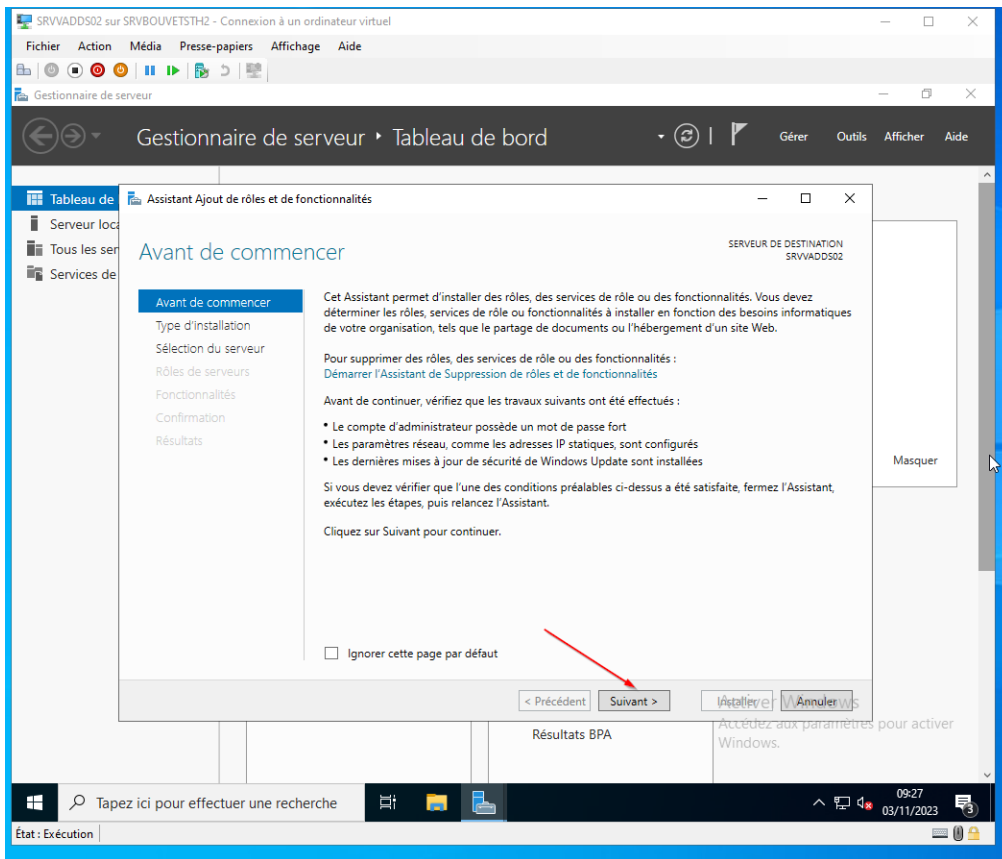 SRVVADDS02 sur SRVBOUVETSTH2 - Connexion à un ordinateur virtuel
Fichier Action Média Presse-papiers Affichage Aide
Gestionnaire de serveur
Gestionnaire de serveur ‣ Tableau de bord
Gérer Outils Afficher Aide
Tableau de
Serveur loca
Tous les ser
Services de
Assistant Ajout de rôles et de fonctionnalités
Avant de commencer
SERVEUR DE DESTINATION
SRVVADDS02
Avant de commencer
Type d'installation
Sélection du serveur
Rôles de serveurs
Fonctionnalités
Confirmation
Résultats
Cet Assistant permet d'installer des rôles, des services de rôle ou des fonctionnalités. Vous devez
déterminer les rôles, services de rôle ou fonctionnalités à installer en fonction des besoins informatiques
de votre organisation, tels que le partage de documents ou l'hébergement d'un site Web.
Pour supprimer des rôles, des services de rôle ou des fonctionnalités :
Démarrer l'Assistant de Suppression de rôles et de fonctionnalités
Avant de continuer, vérifiez que les travaux suivants ont été effectués :
• Le compte d'administrateur possède un mot de passe fort
• Les paramètres réseau, comme les adresses IP statiques, sont configurés
• Les dernières mises à jour de sécurité de Windows Update sont installées
Si vous devez vérifier que l'une des conditions préalables ci-dessus a été satisfaite, fermez l'Assistant,
exécutez les étapes, puis relancez l'Assistant.
Cliquez sur Suivant pour continuer.
Ignorer cette page par défaut
< Précédent Suivant > Installer Annuler
Masquer
Activer Windows
Accédez aux paramètres pour activer
Windows.
Résultats BPA
Tapez ici pour effectuer une recherche
09:27
03/11/2023
3
État : Exécution